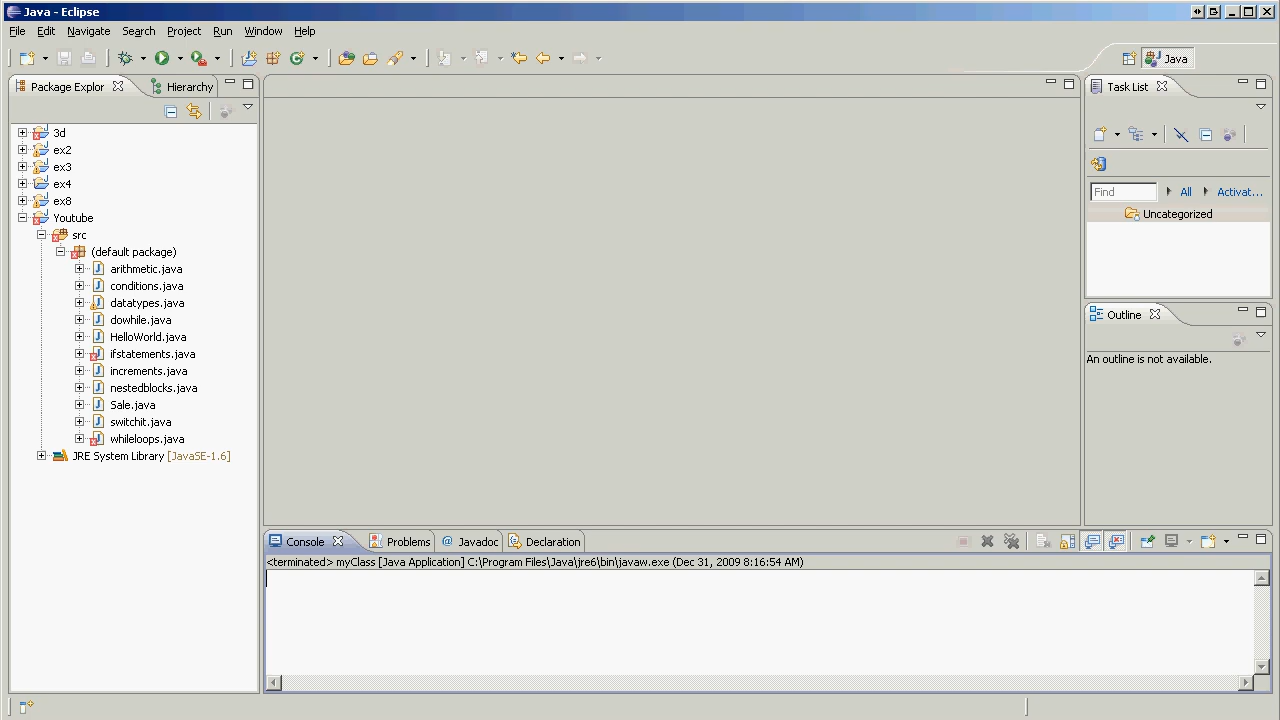 Java - Eclipse
File Edit Navigate Search Project Run Window Help
Java
Package Explor
Hierarchy
3d
ex2
ex3
ex4
ex8
Youtube
src
(default package)
arithmetic.java
conditions.java
datatypes.java
dowhile.java
HelloWorld.java
ifstatements.java
increments.java
nestedblocks.java
Sale.java
switchit.java
whileloops.java
JRE System Library [JavaSE-1.6]
Task List
Find All Activat...
Uncategorized
Outline
An outline is not available.
Console Problems @ Javadoc Declaration
<terminated> myClass [Java Application] C:\Program Files\Java\jre6\bin\javaw.exe (Dec 31, 2009 8:16:54 AM)